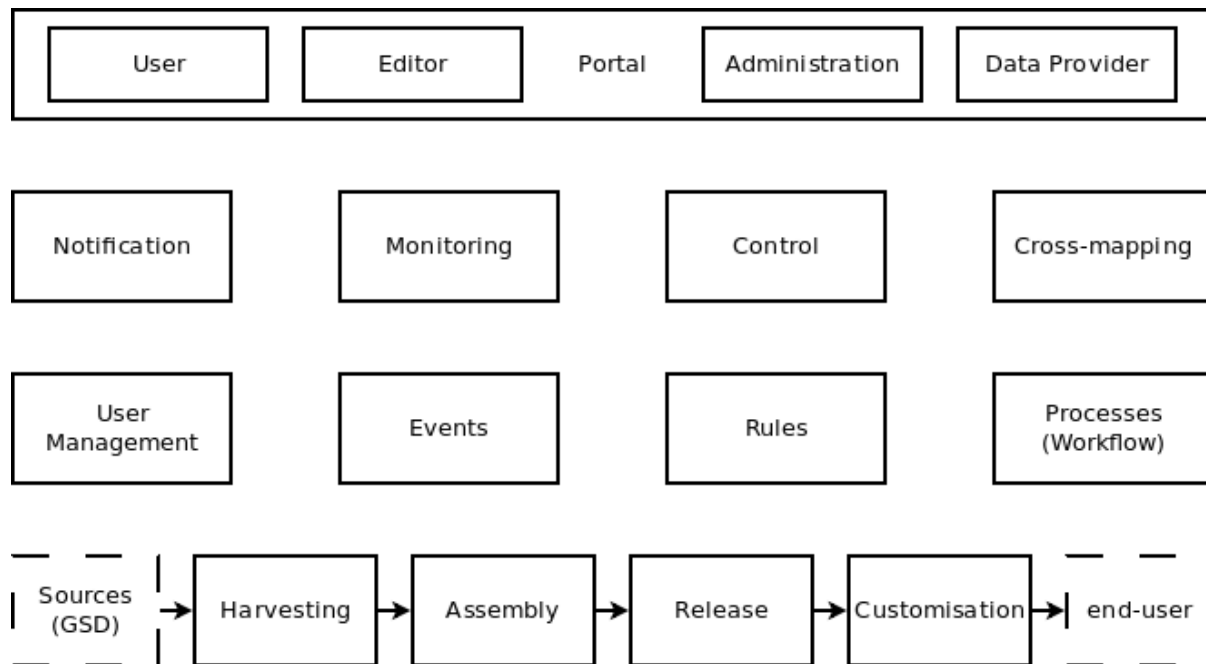 User
Editor
Portal
Administration
Data Provider
Notification
Monitoring
Control
Cross-mapping
User
Management
Events
Rules
Processes
(Workflow)
Sources
(GSD)
Harvesting
Assembly
Release
Customisation
end-user